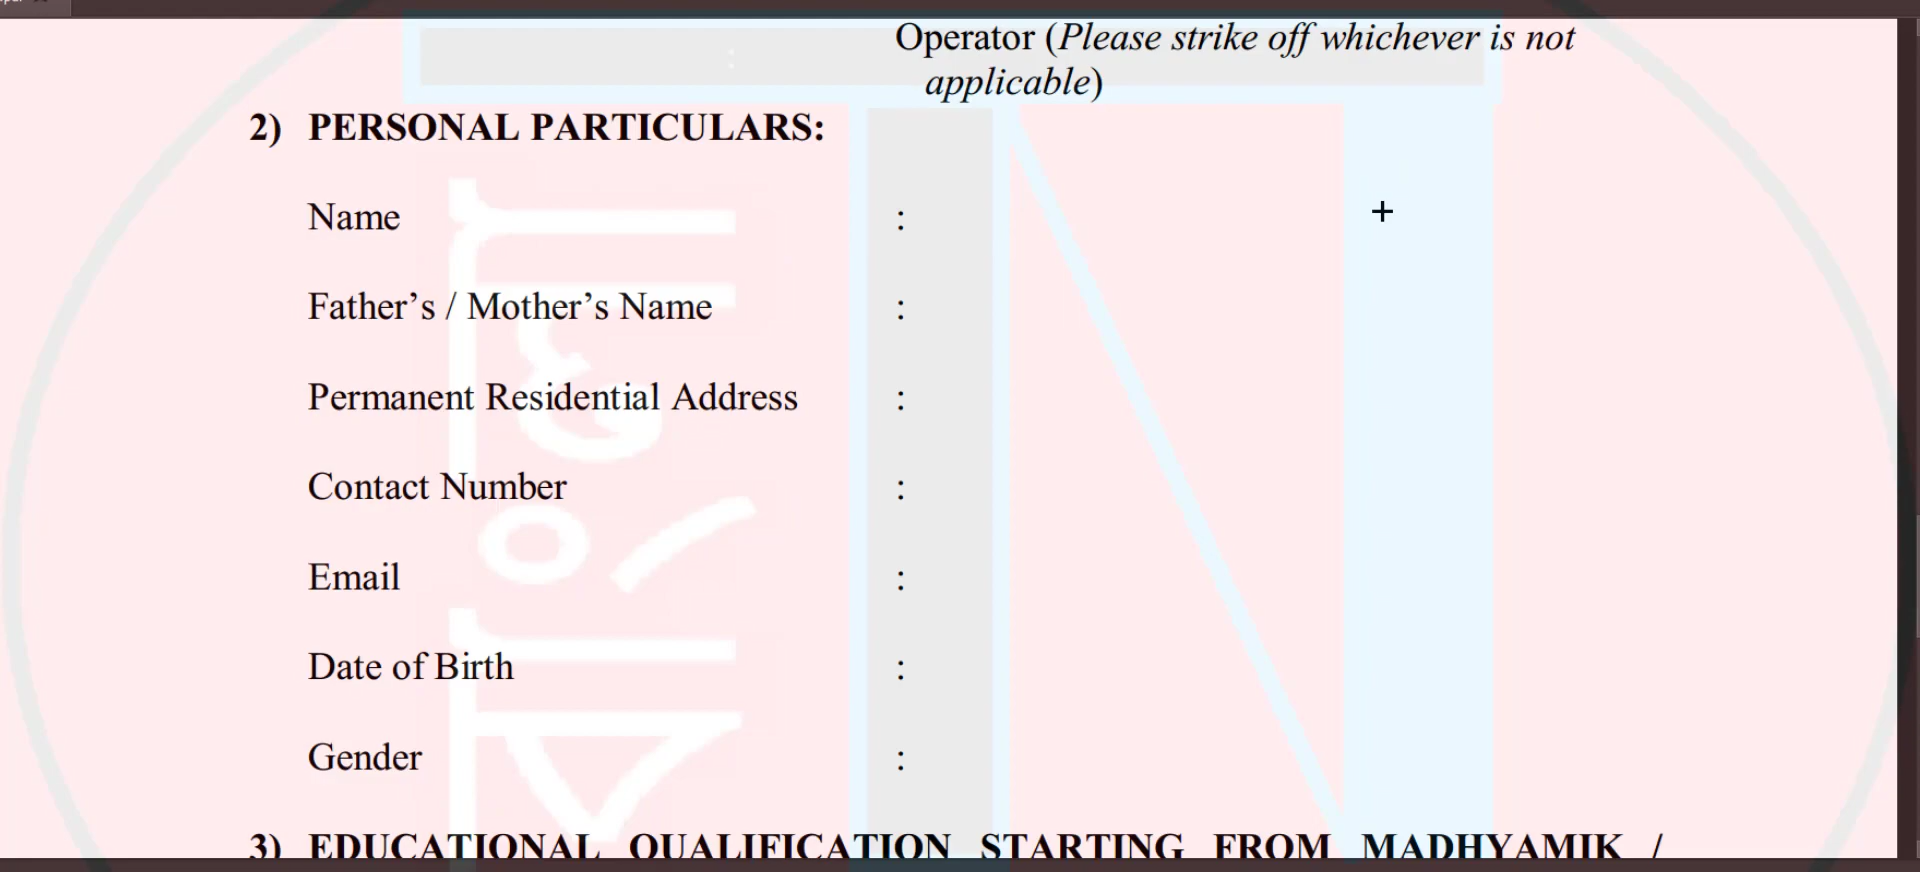 Operator (Please strike off whichever is not
applicable)
2) PERSONAL PARTICULARS:
Name :
Father’s / Mother’s Name :
Permanent Residential Address :
Contact Number :
Email :
Date of Birth :
Gender :
3) EDUCATIONAL QUALIFICATION STARTING FROM MADHYAMIK /
বাংলা